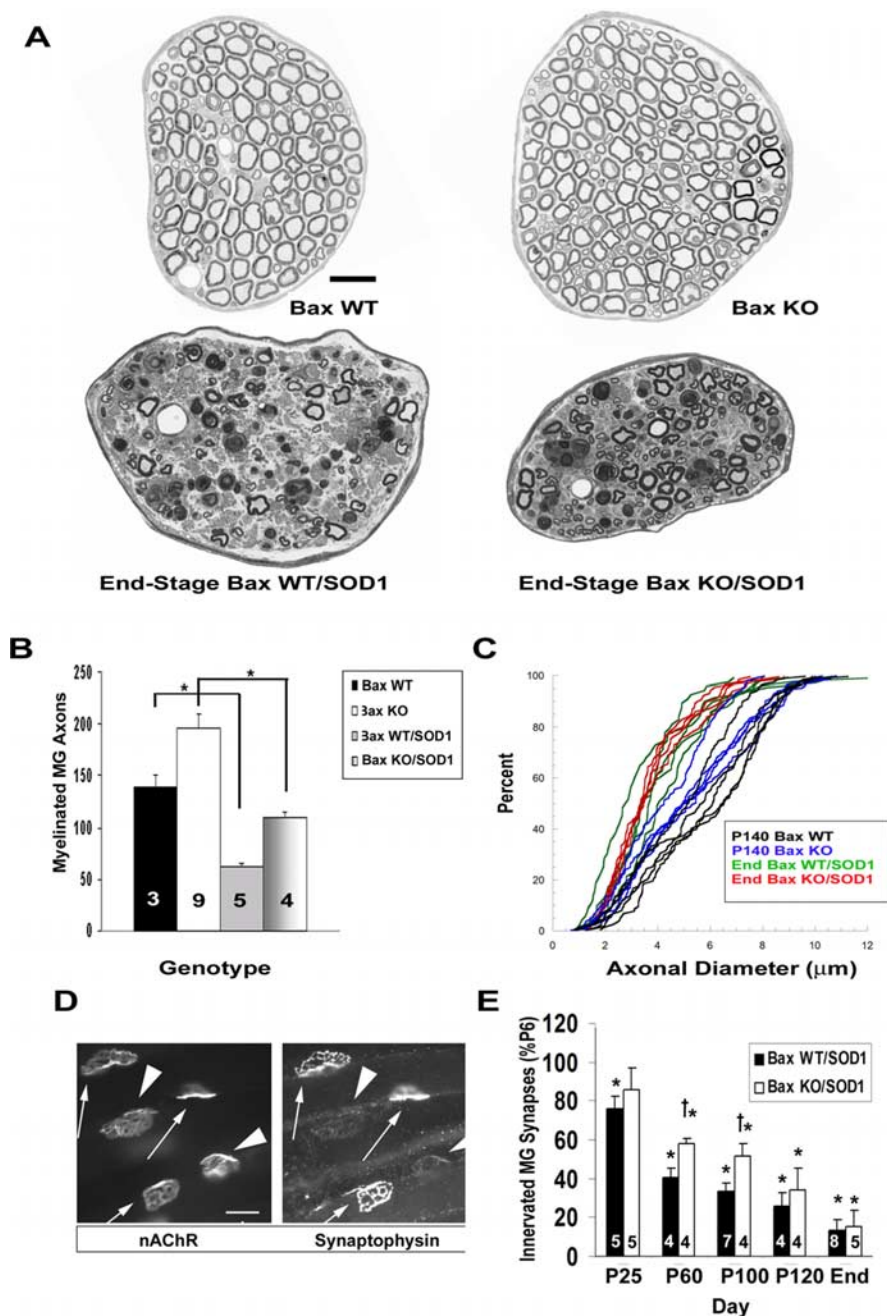 A
Bax WT
Bax KO
End-Stage Bax WT/SOD1
End-Stage Bax KO/SOD1
B
Myelinated MG Axons
250
200
150
100
50
0
*
*
3
9
5
4
Genotype
Bax WT
Bax KO
Bax WT/SOD1
Bax KO/SOD1
C
Percent
100
80
60
40
20
0
0 2 4 6 8 10 12
Axonal Diameter (μm)
P140 Bax WT
P140 Bax KO
End Bax WT/SOD1
End Bax KO/SOD1
D
nAChR
Synaptophysin
E
Innervated MG Synapses (%P6)
120
100
80
60
40
20
0
Bax WT/SOD1
Bax KO/SOD1
*
* †*
* †*
* *
* *
5 5 4 4 7 4 4 4 8 5
P25 P60 P100 P120 End
Day